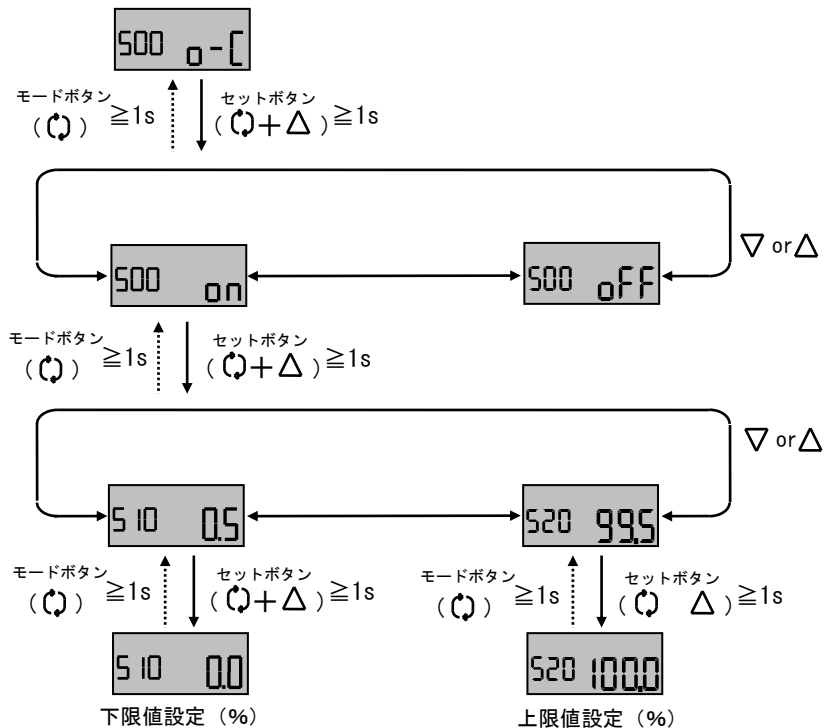 500 o-C
モードボタン セットボタン
(🗘) ≧1s (🗘+△) ≧1s
▽ or△
500 on 500 oFF
モードボタン セットボタン
(🗘) ≧1s (🗘+△) ≧1s
▽ or△
510 0.5 520 99.5
モードボタン セットボタン モードボタン セットボタン
(🗘) ≧1s (🗘+△) ≧1s (🗘) ≧1s (🗘 △) ≧1s
510 0.0 520 100.0
下限値設定(%) 上限値設定(%)